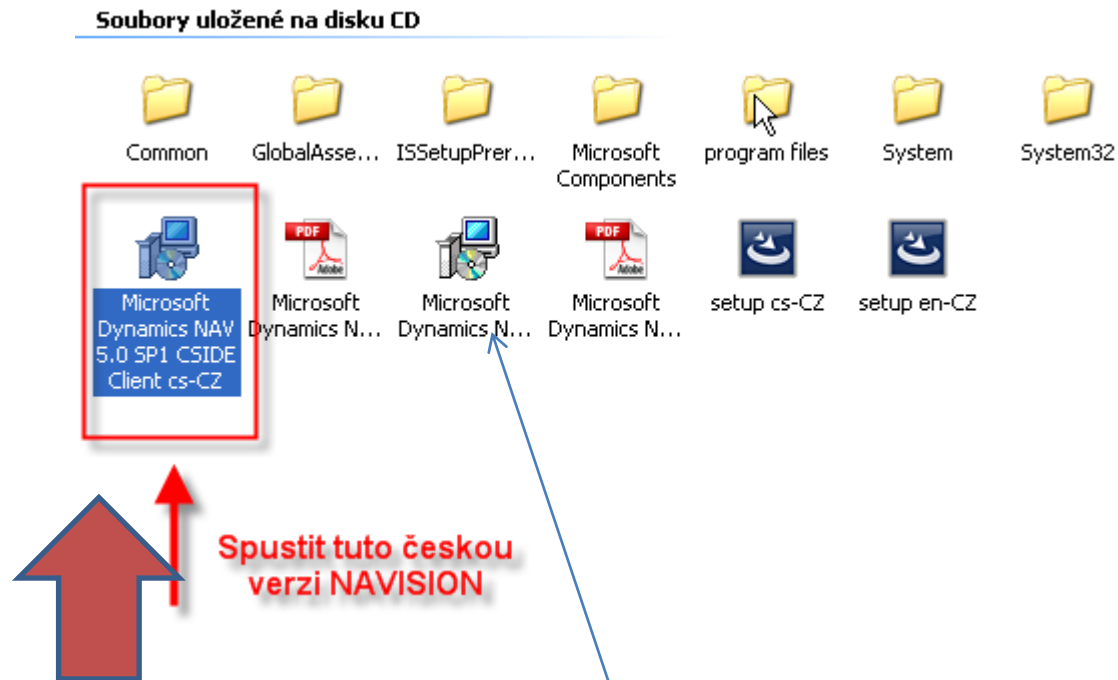 Soubory uložené na disku CD
Common
GlobalAsse...
ISSetupPrer...
Microsoft
Components
program files
System
System32
Microsoft
Dynamics NAV
5.0 SP1 CSIDE
Client cs-CZ
PDF
Adobe
Microsoft
Dynamics N...
Microsoft
Dynamics N...
PDF
Adobe
Microsoft
Dynamics N...
setup cs-CZ
setup en-CZ
Spustit tuto českou
verzi NAVISION